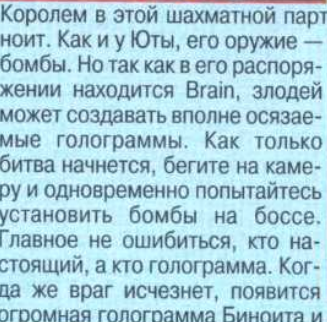 Королем в этой шахматной парт
ноит. Как и у Юты, его оружие —
бомбы. Но так как в его распоря-
жении находится Brain, злодей
может создавать вполне осязае-
мые голограммы. Как только
битва начнется, бегите на каме-
ру и одновременно попытайтесь
установить бомбы на боссе.
Главное не ошибиться, кто на-
стоящий, а кто голограмма. Ког-
да же враг исчезнет, появится
огромная голограмма Биноита и